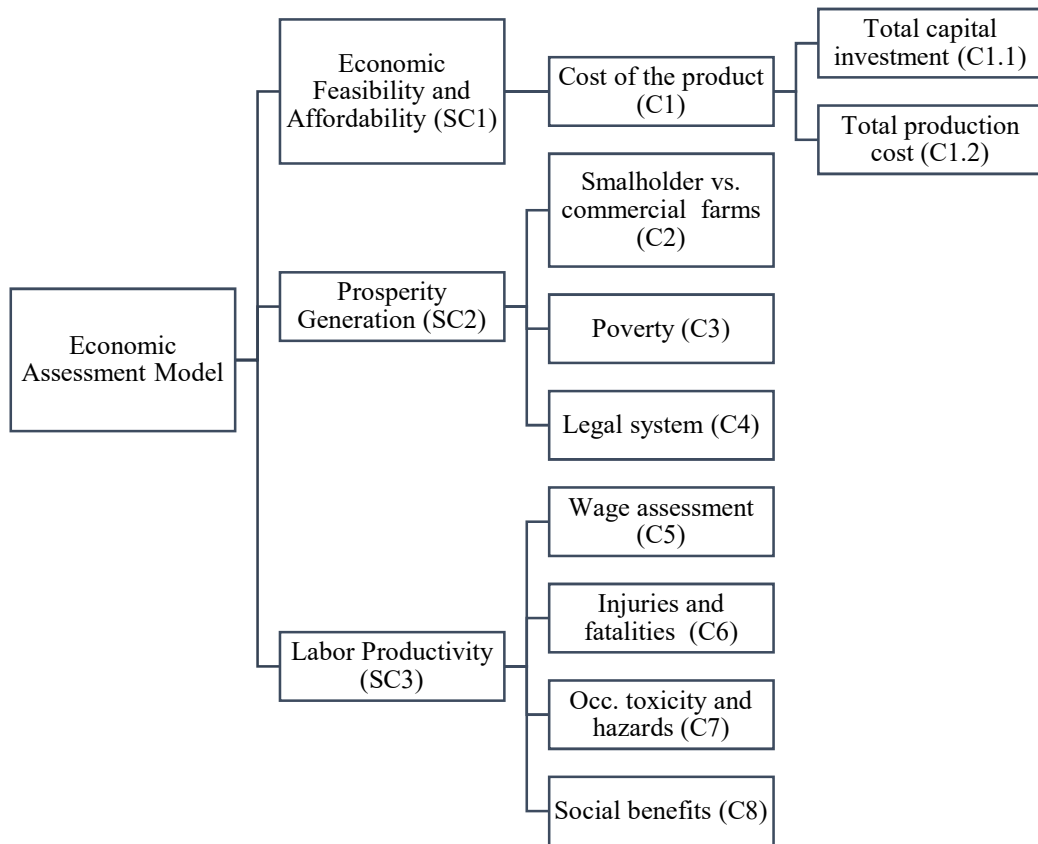 Economic
Assessment Model
Economic
Feasibility and
Affordability (SC1)
Cost of the product
(C1)
Total capital
investment (C1.1)
Total production
cost (C1.2)
Prosperity
Generation (SC2)
Smalholder vs.
commercial farms
(C2)
Poverty (C3)
Legal system (C4)
Labor Productivity
(SC3)
Wage assessment
(C5)
Injuries and
fatalities (C6)
Occ. toxicity and
hazards (C7)
Social benefits (C8)